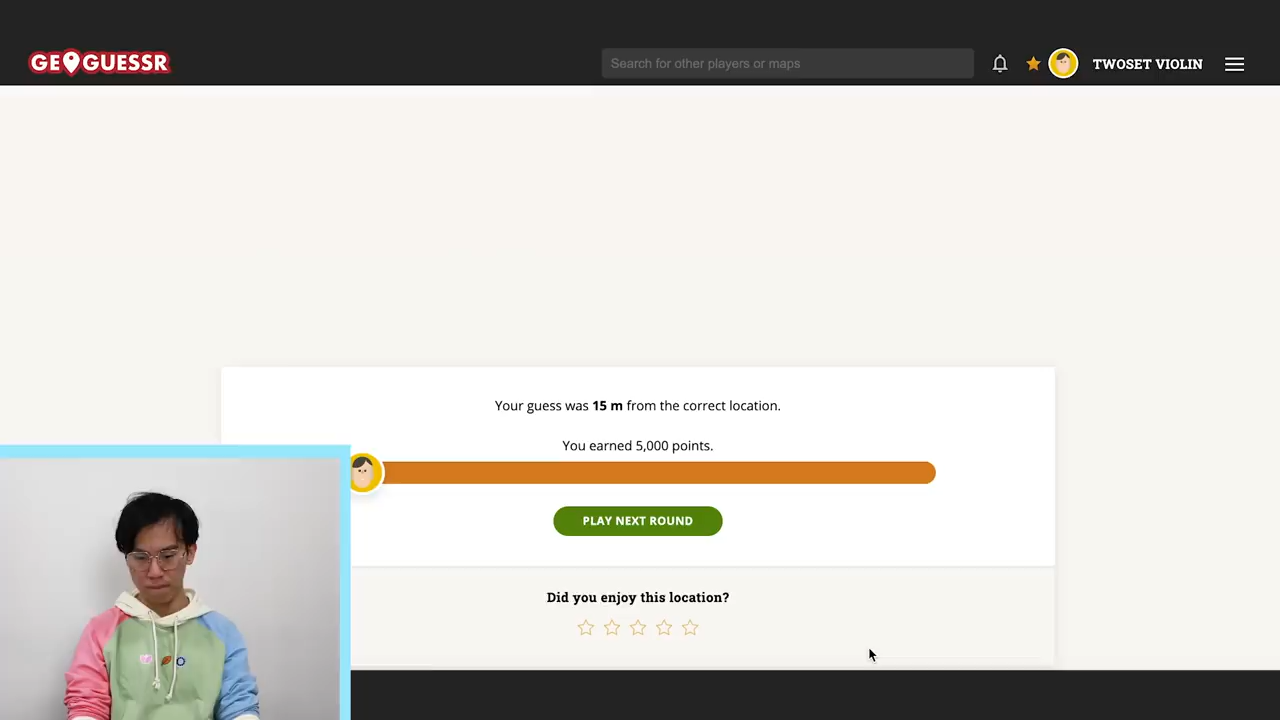 GEOGUESSR
Search for other players or maps
TWOSET VIOLIN
Your guess was 15 m from the correct location.
You earned 5,000 points.
PLAY NEXT ROUND
Did you enjoy this location?